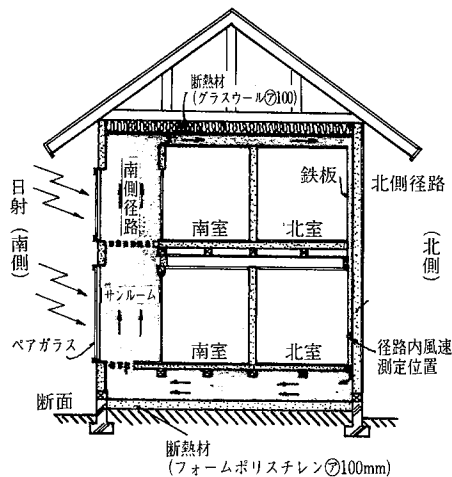 断熱材
(グラスウール㋐100)
日射(南側)
南側径路
鉄板
北側径路
(北側)
南室
北室
サンルーム
ペアガラス
南室
北室
径路内風速
測定位置
断面
断熱材
(フォームポリスチレン㋐100mm)